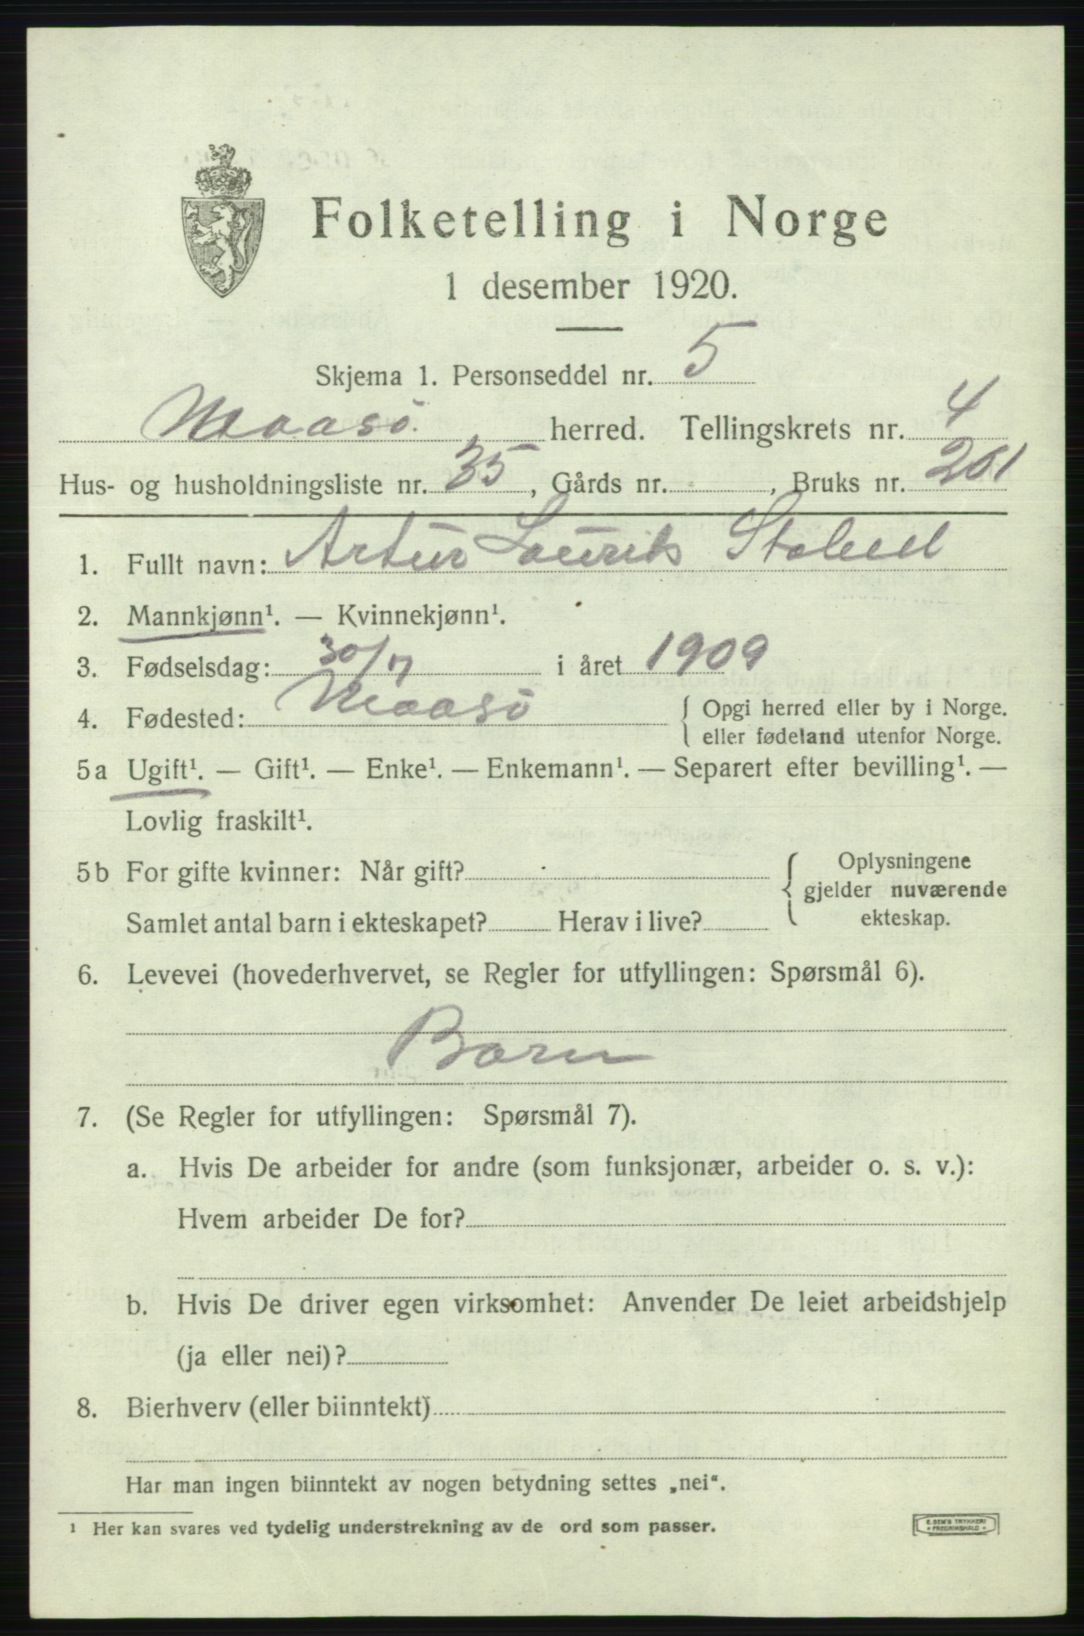 Folketelling i Norge
1 desember 1920.
Skjema 1. Personseddel nr. 5
Maasö herred. Tellingskrets nr. 4
Hus- og husholdningsliste nr. 35, Gårds nr. , Bruks nr. 201
1. Fullt navn: Artur Laurits
2. Mannkjønn¹. — Kvinnekjønn¹.
3. Fødselsdag: 30/7 i året 1909
4. Fødested: Maasö { Opgi herred eller by i Norge.
eller fødeland utenfor Norge.
5a Ugift¹. — Gift¹. — Enke¹. — Enkemann¹. — Separert efter bevilling¹. —
Lovlig fraskilt¹.
5b For gifte kvinner: Når gift? { Oplysningene
gjelder nuværende
Samlet antal barn i ekteskapet? Herav i live? ekteskap.
6. Levevei (hovederhvervet, se Regler for utfyllingen: Spørsmål 6).
Barn
7. (Se Regler for utfyllingen: Spørsmål 7).
a. Hvis De arbeider for andre (som funksjonær, arbeider o. s. v.):
Hvem arbeider De for?
b. Hvis De driver egen virksomhet: Anvender De leiet arbeidshjelp
(ja eller nei)?
8. Bierhverv (eller biinntekt)
Har man ingen biinntekt av nogen betydning settes „nei“.
¹ Her kan svares ved tydelig understrekning av de ord som passer.
E. SEM'S TRYKKERI
FREDRIKSHALD